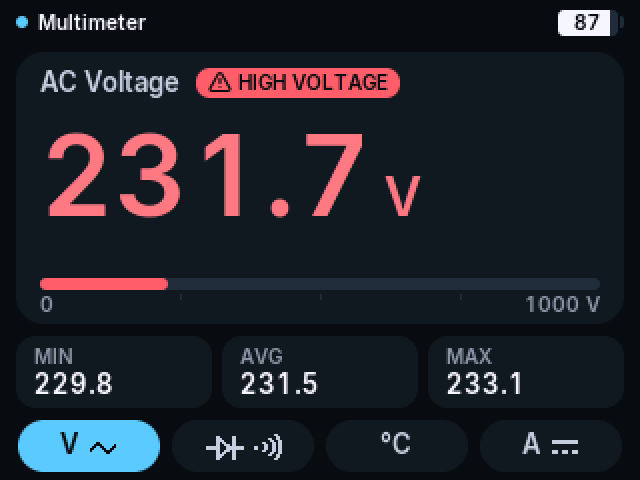 Multimeter
87
AC Voltage
HIGH VOLTAGE
231.7 V
0
1000 V
MIN
229.8
AVG
231.5
MAX
233.1
V
°C
A